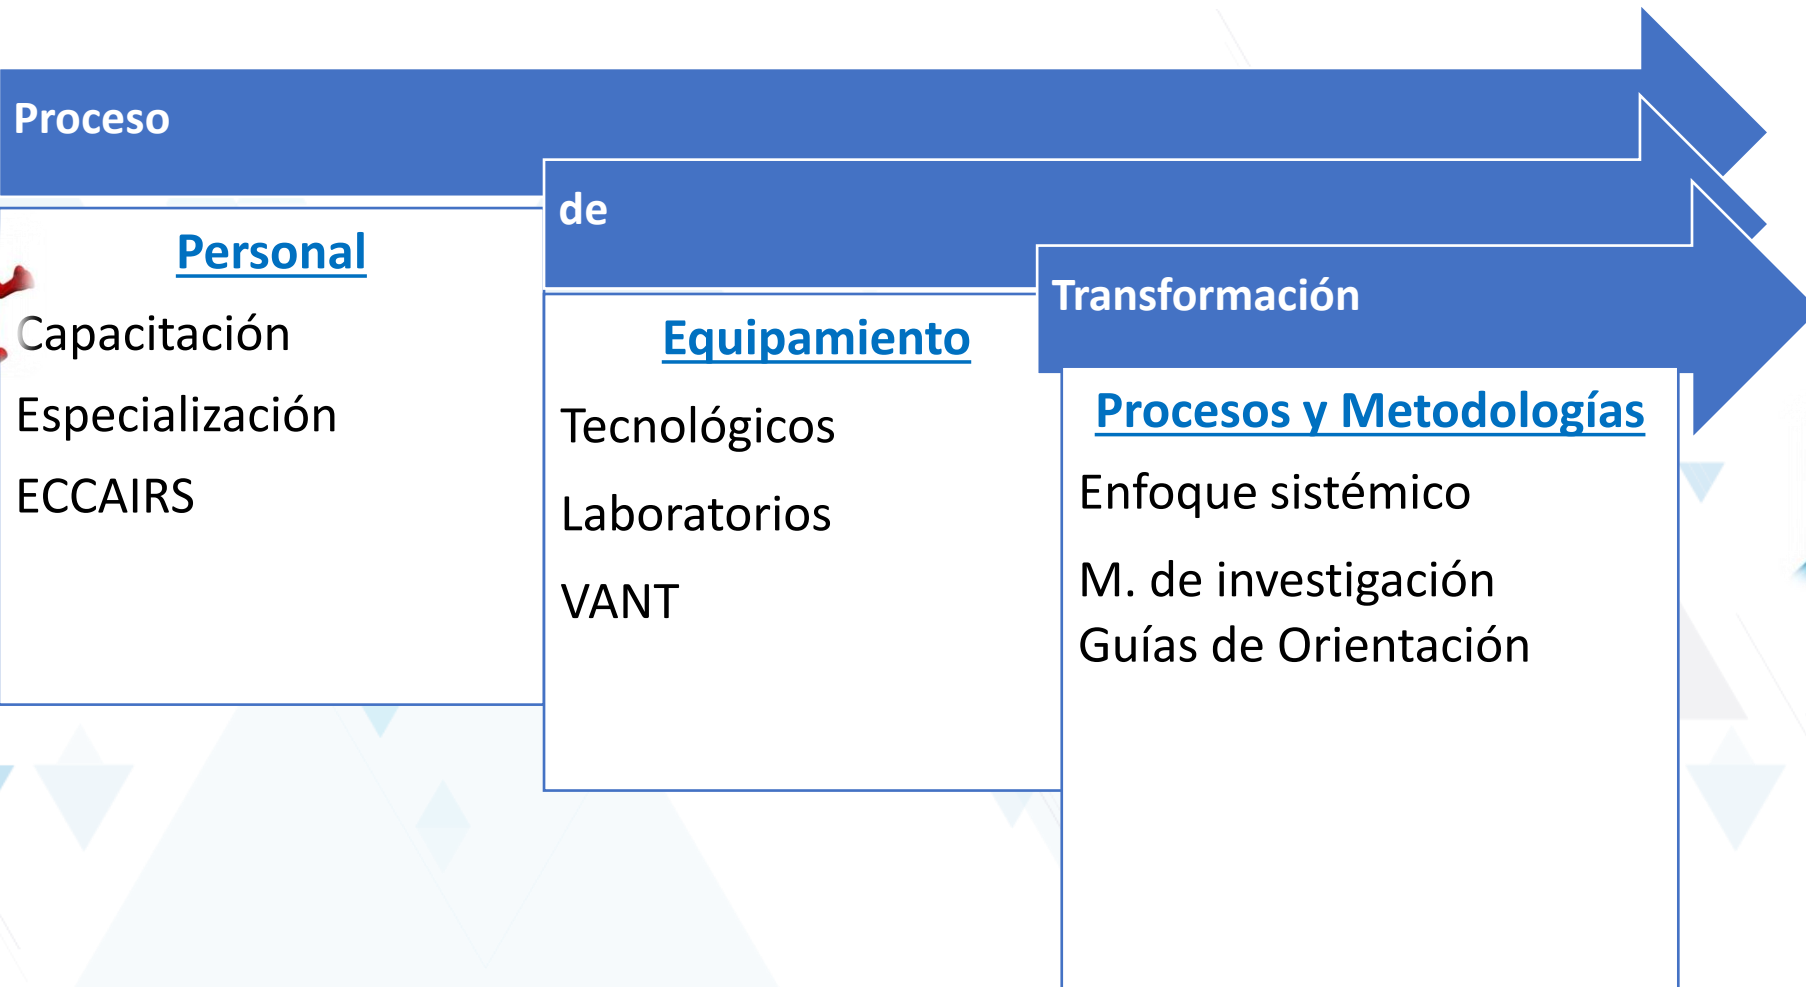 Proceso
de
Transformación
Personal
Capacitación
Especialización
ECCAIRS
Equipamiento
Tecnológicos
Laboratorios
VANT
Procesos y Metodologías
Enfoque sistémico
M. de investigación
Guías de Orientación